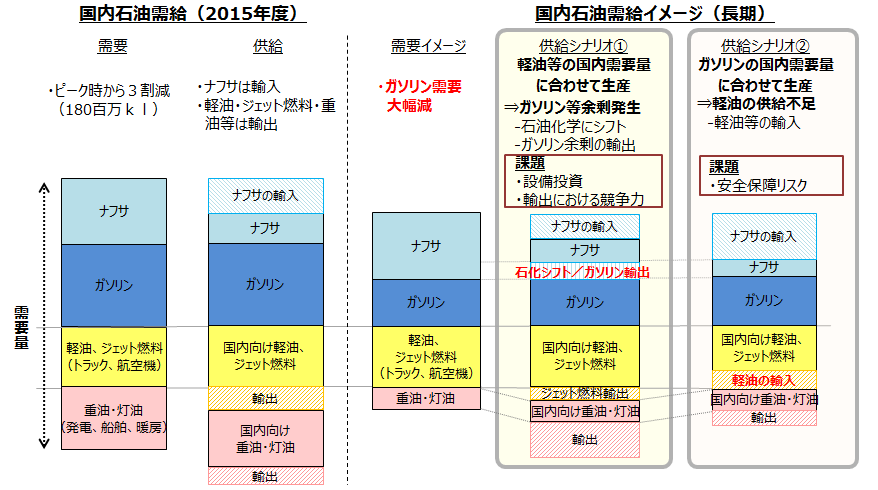 国内石油需給（2015年度）
需要
・ピーク時から３割減
（180百万ｋｌ）
供給
・ナフサは輸入
・軽油・ジェット燃料・重
油等は輸出
需要量
ナフサ
ガソリン
軽油、ジェット燃料
（トラック、航空機）
重油・灯油
（発電、船舶、暖房）
ナフサの輸入
ナフサ
ガソリン
国内向け軽油、
ジェット燃料
輸出
国内向け
重油・灯油
輸出
国内石油需給イメージ（長期）
需要イメージ
・ガソリン需要
大幅減
ナフサ
ガソリン
軽油、
ジェット燃料
（トラック、航空機）
重油・灯油
供給シナリオ①
軽油等の国内需要量
に合わせて生産
⇒ガソリン等余剰発生
-石油化学にシフト
-ガソリン余剰の輸出
課題
・設備投資
・輸出における競争力
ナフサの輸入
ナフサ
石化シフト／ガソリン輸出
ガソリン
国内向け軽油、
ジェット燃料
ジェット燃料輸出
国内向け重油・灯油
輸出
供給シナリオ②
ガソリンの国内需要量
に合わせて生産
⇒軽油の供給不足
-軽油等の輸入
課題
・安全保障リスク
ナフサの輸入
ナフサ
ガソリン
国内向け軽油、
ジェット燃料
軽油の輸入
国内向け重油・灯油
輸出